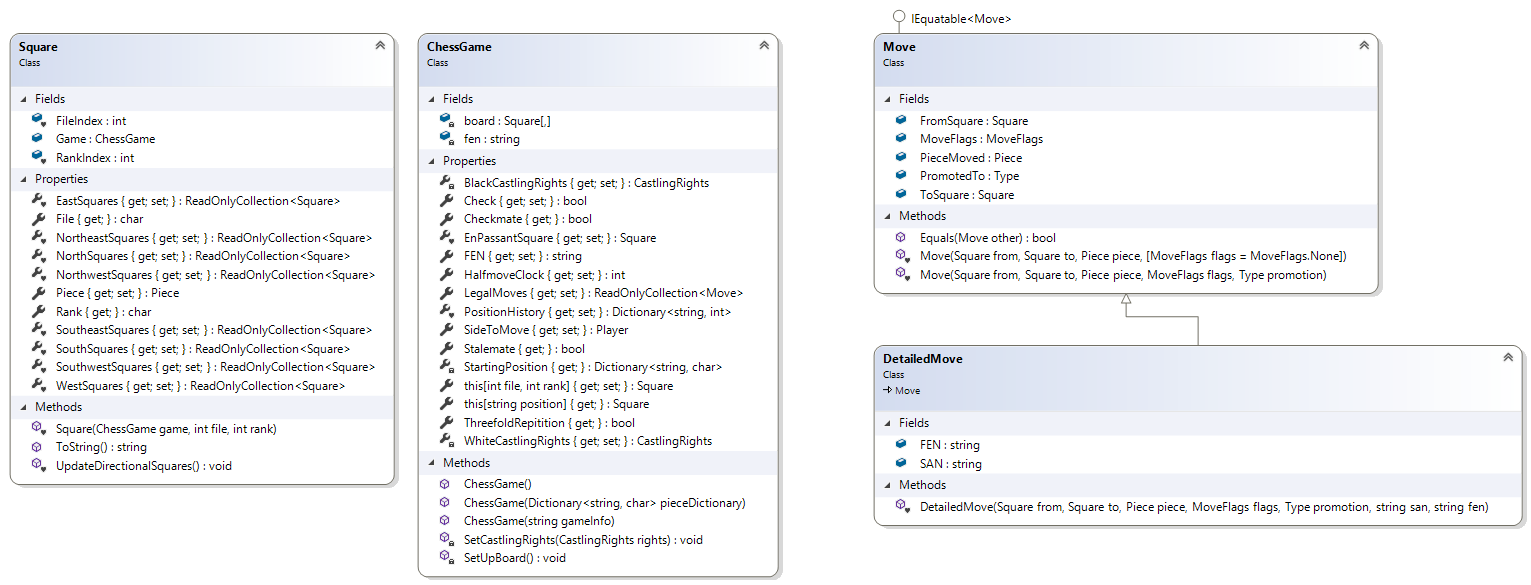 Square
Class
Fields
FileIndex : int
Game : ChessGame
RankIndex : int
Properties
EastSquares { get; set; } : ReadOnlyCollection<Square>
File { get; } : char
NortheastSquares { get; set; } : ReadOnlyCollection<Square>
NorthSquares { get; set; } : ReadOnlyCollection<Square>
NorthwestSquares { get; set; } : ReadOnlyCollection<Square>
Piece { get; set; } : Piece
Rank { get; } : char
SoutheastSquares { get; set; } : ReadOnlyCollection<Square>
SouthSquares { get; set; } : ReadOnlyCollection<Square>
SouthwestSquares { get; set; } : ReadOnlyCollection<Square>
WestSquares { get; set; } : ReadOnlyCollection<Square>
Methods
Square(ChessGame game, int file, int rank)
ToString() : string
UpdateDirectionalSquares() : void
ChessGame
Class
Fields
board : Square[,]
fen : string
Properties
BlackCastlingRights { get; set; } : CastlingRights
Check { get; set; } : bool
Checkmate { get; } : bool
EnPassantSquare { get; set; } : Square
FEN { get; set; } : string
HalfmoveClock { get; set; } : int
LegalMoves { get; set; } : ReadOnlyCollection<Move>
PositionHistory { get; set; } : Dictionary<string, int>
SideToMove { get; set; } : Player
Stalemate { get; } : bool
StartingPosition { get; } : Dictionary<string, char>
this[int file, int rank] { get; set; } : Square
this[string position] { get; } : Square
ThreefoldRepitition { get; } : bool
WhiteCastlingRights { get; set; } : CastlingRights
Methods
ChessGame()
ChessGame(Dictionary<string, char> pieceDictionary)
ChessGame(string gameInfo)
SetCastlingRights(CastlingRights rights) : void
SetUpBoard() : void
IEquatable<Move>
Move
Class
Fields
FromSquare : Square
MoveFlags : MoveFlags
PieceMoved : Piece
PromotedTo : Type
ToSquare : Square
Methods
Equals(Move other) : bool
Move(Square from, Square to, Piece piece, [MoveFlags flags = MoveFlags.None])
Move(Square from, Square to, Piece piece, MoveFlags flags, Type promotion)
DetailedMove
Class
Move
Fields
FEN : string
SAN : string
Methods
DetailedMove(Square from, Square to, Piece piece, MoveFlags flags, Type promotion, string san, string fen)